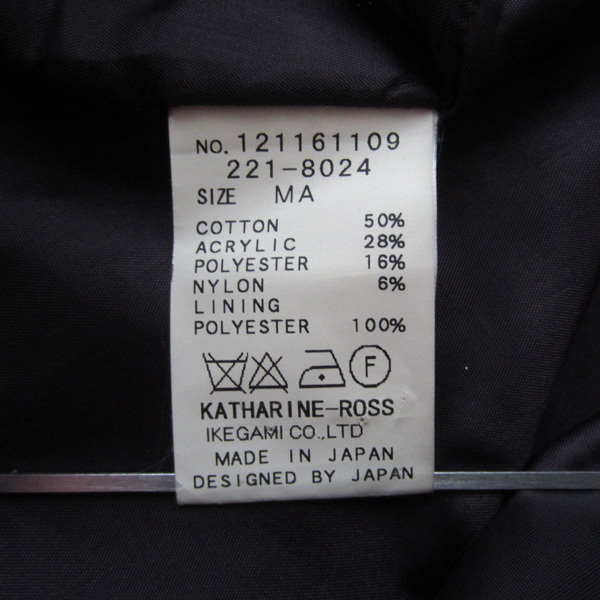 NO. 121161109
221-8024
SIZE MA
COTTON 50%
ACRYLIC 28%
POLYESTER 16%
NYLON 6%
LINING
POLYESTER 100%
F
KATHARINE-ROSS
IKEGAMI CO.,LTD
MADE IN JAPAN
DESIGNED BY JAPAN